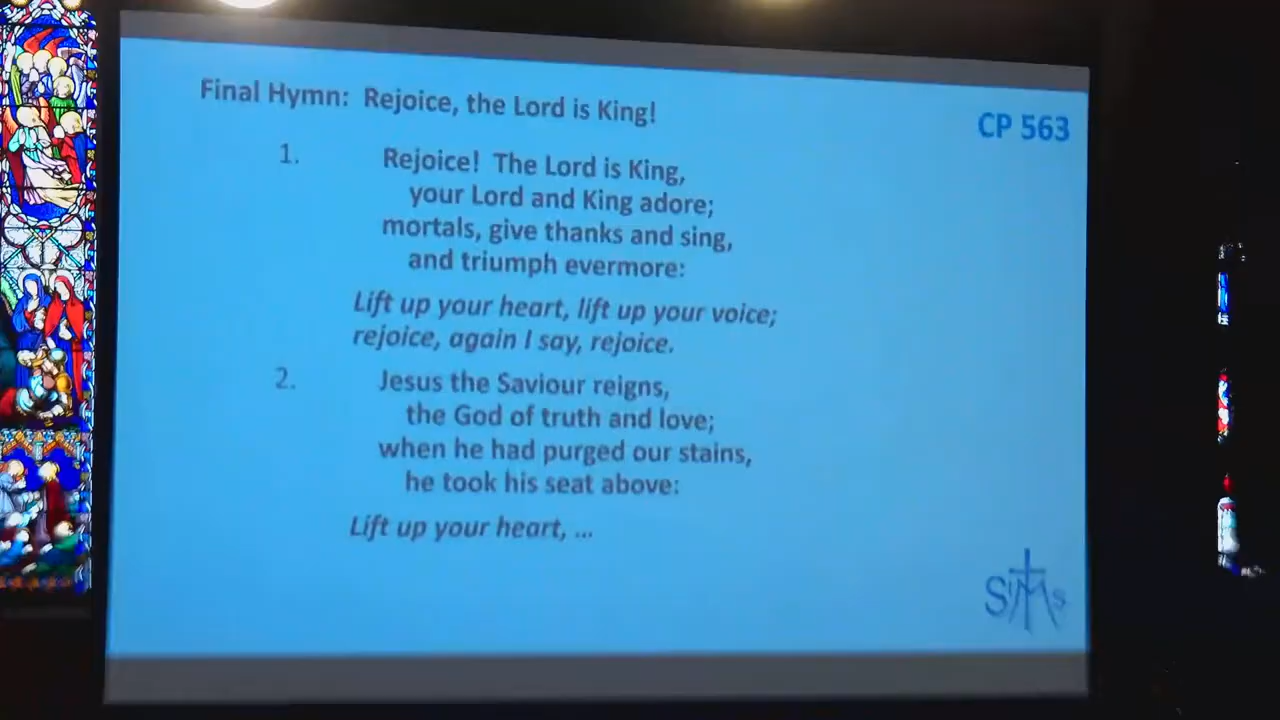 Final Hymn: Rejoice, the Lord is King!
CP 563
1.
Rejoice! The Lord is King,
your Lord and King adore;
mortals, give thanks and sing,
and triumph evermore:
Lift up your heart, lift up your voice;
rejoice, again I say, rejoice.
2.
Jesus the Saviour reigns,
the God of truth and love;
when he had purged our stains,
he took his seat above:
Lift up your heart, ...